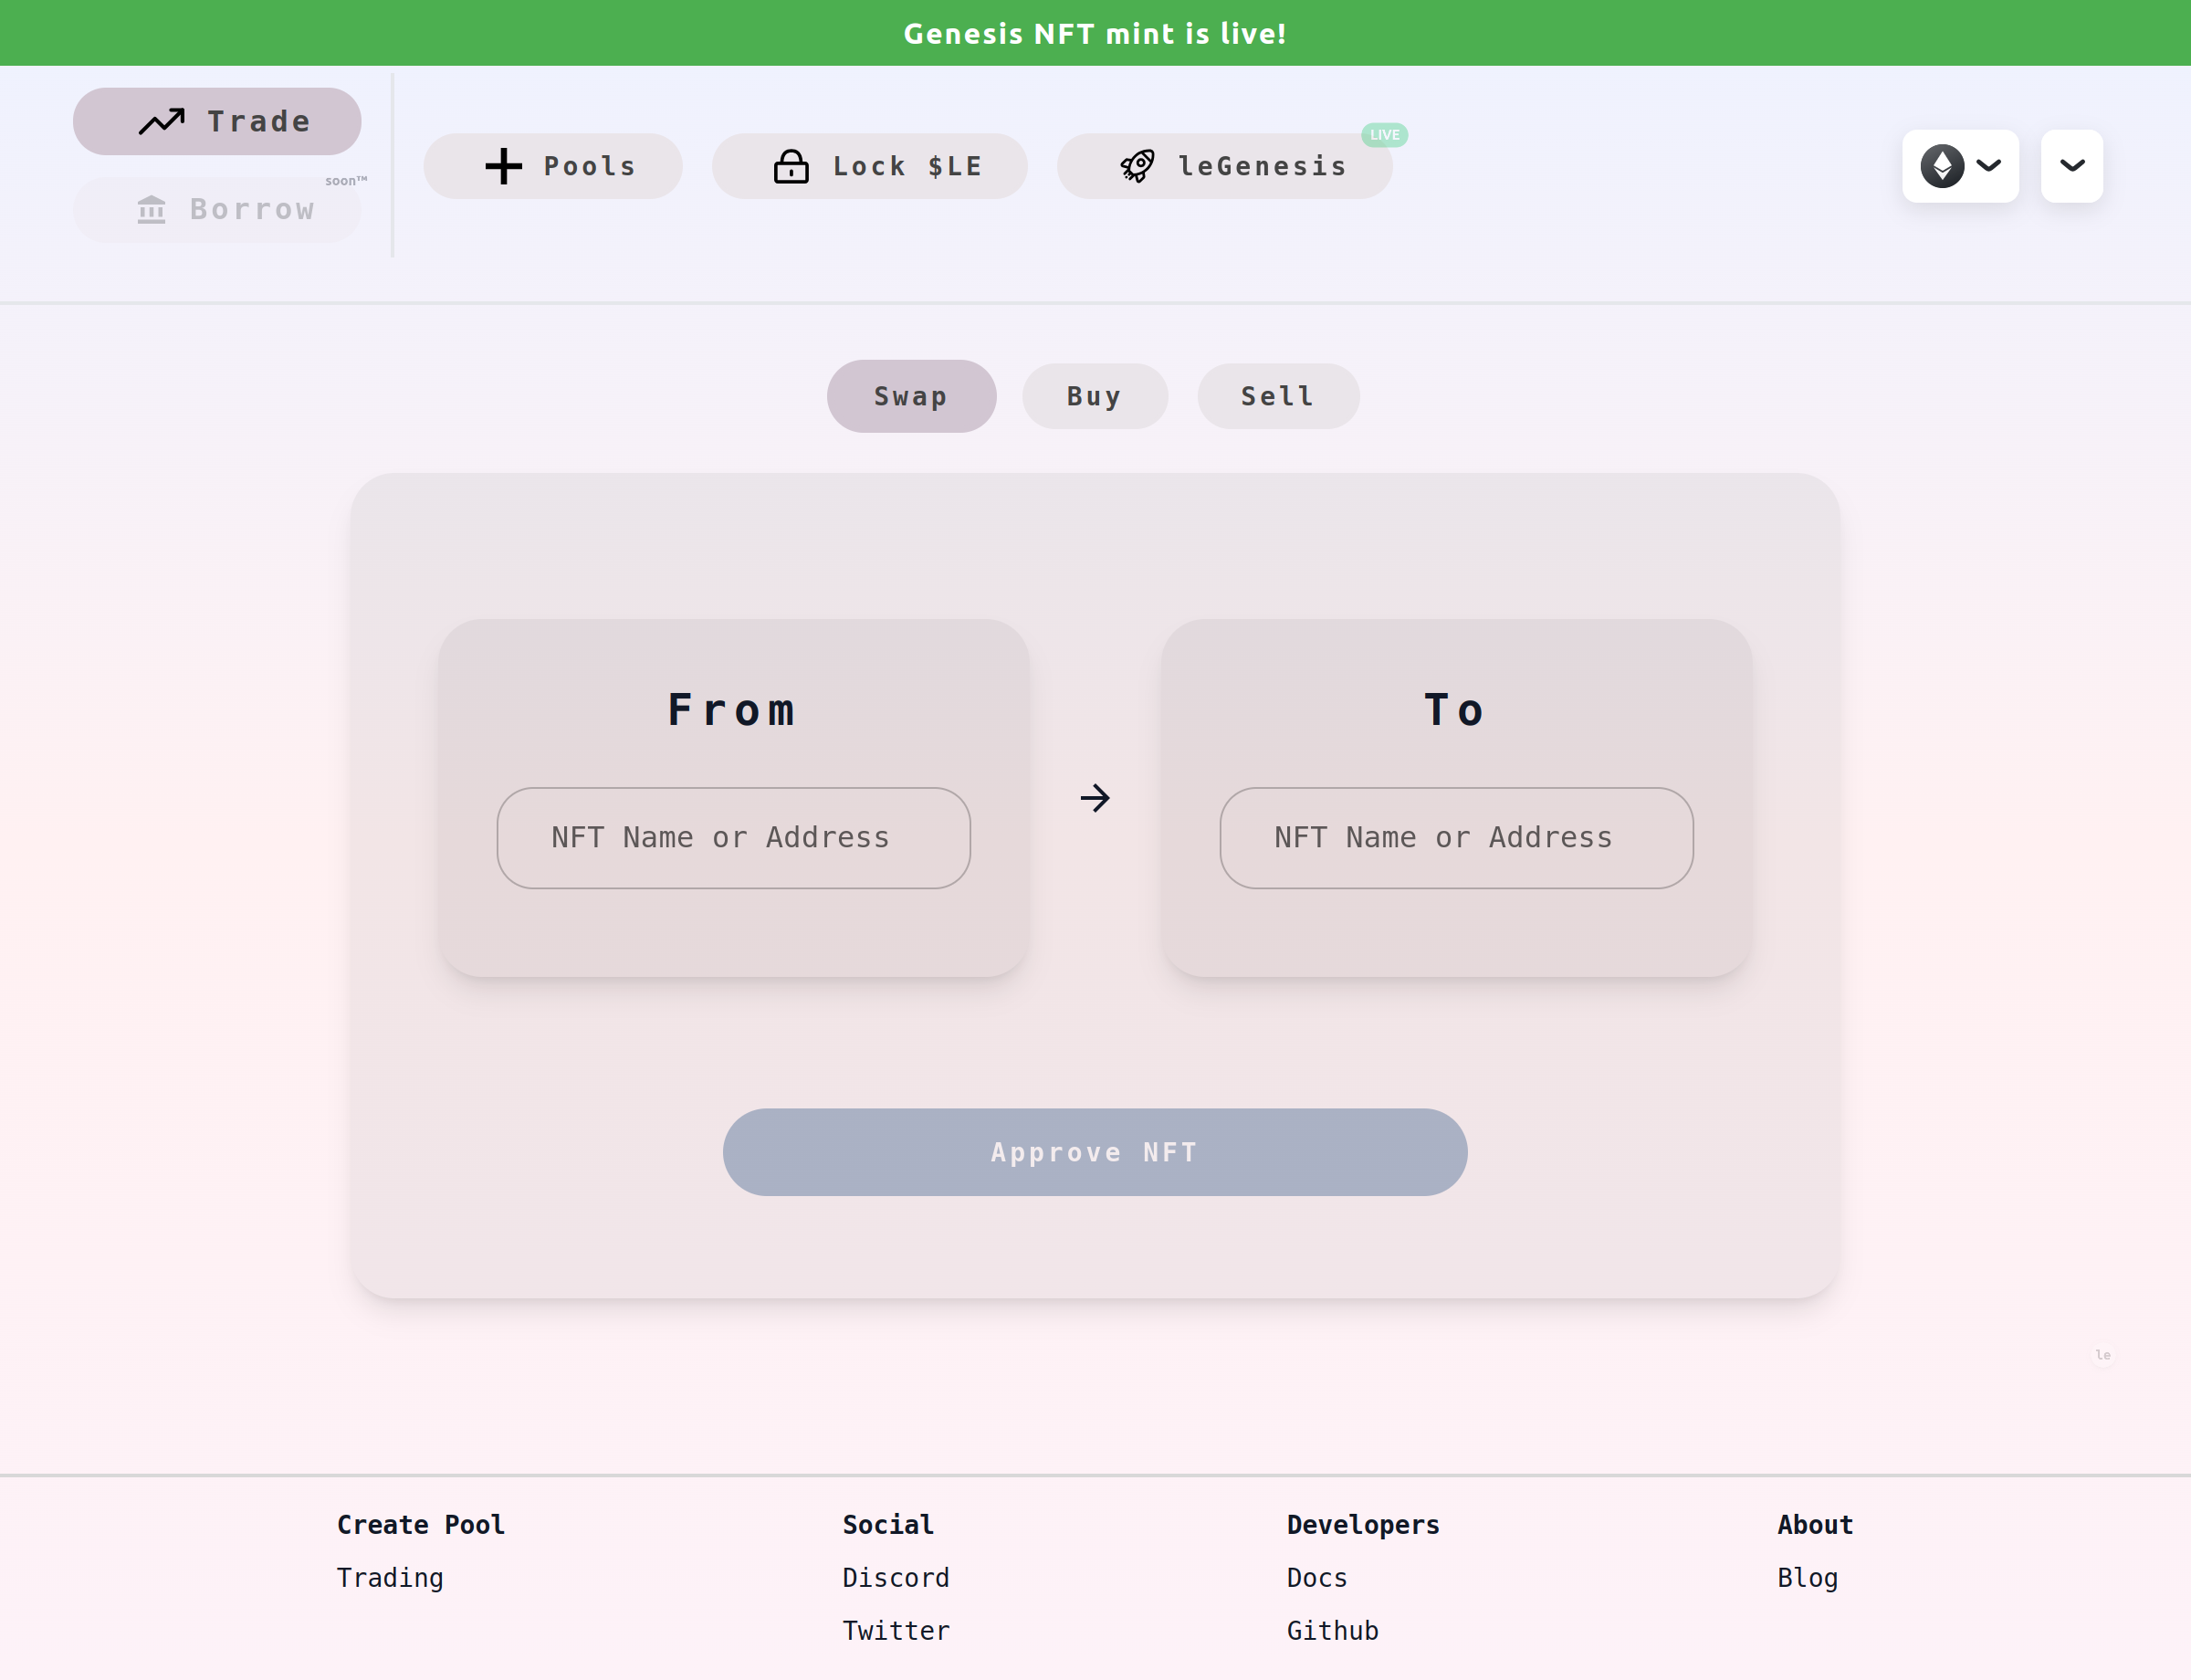 Genesis NFT mint is live!
Trade
Borrow
soon™
Pools
Lock $LE
leGenesis
LIVE
Swap
Buy
Sell
From
NFT Name or Address
To
NFT Name or Address
Approve NFT
le
Create Pool
Trading
Social
Discord
Twitter
Developers
Docs
Github
About
Blog